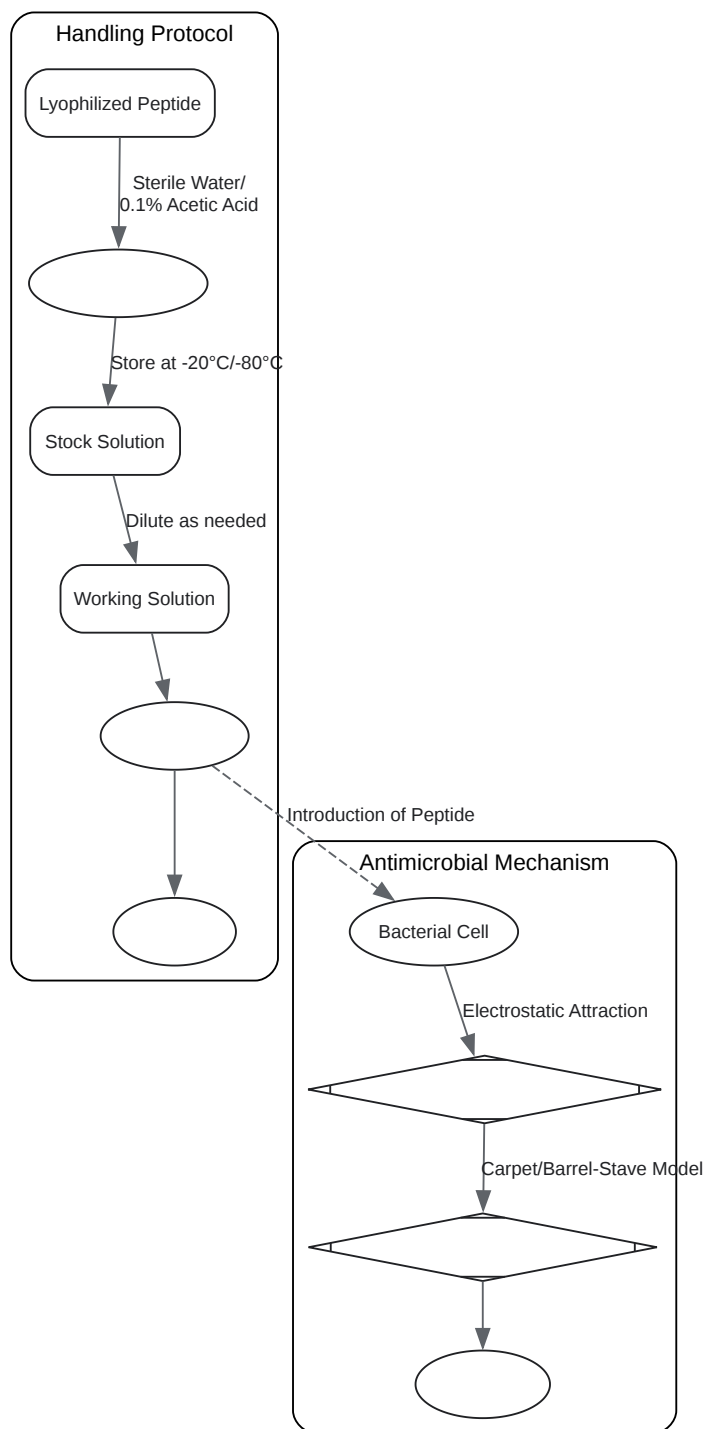 Handling Protocol
Lyophilized Peptide
Sterile Water/
0.1% Acetic Acid
Store at -20°C/-80°C
Stock Solution
Dilute as needed
Working Solution
Introduction of Peptide
Antimicrobial Mechanism
Bacterial Cell
Electrostatic Attraction
Carpet/Barrel-Stave Model